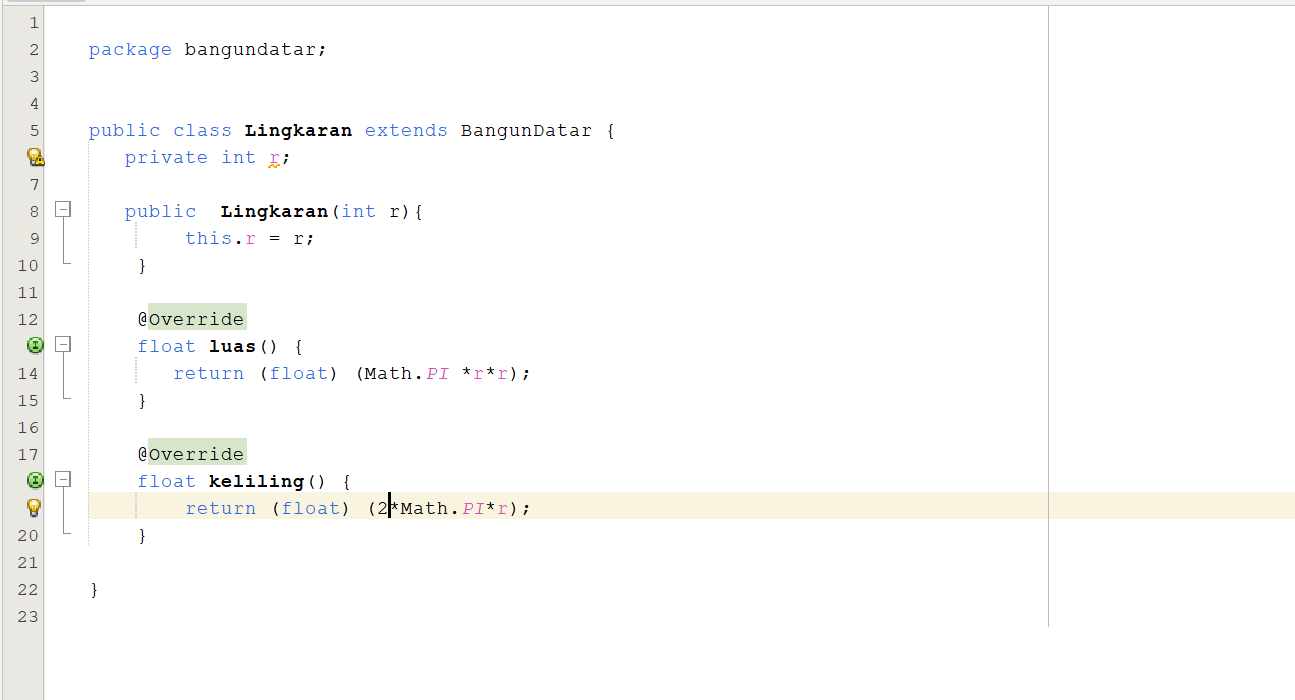 1
2 package bangundatar;
3
4
5 public class Lingkaran extends BangunDatar {
private int r;
7
8 public  Lingkaran(int r){
9 this.r = r;
10 }
11
12 @Override
float luas() {
14 return (float) (Math.PI *r*r);
15 }
16
17 @Override
float keliling() {
return (float) (2*Math.PI*r);
20 }
21
22 }
23